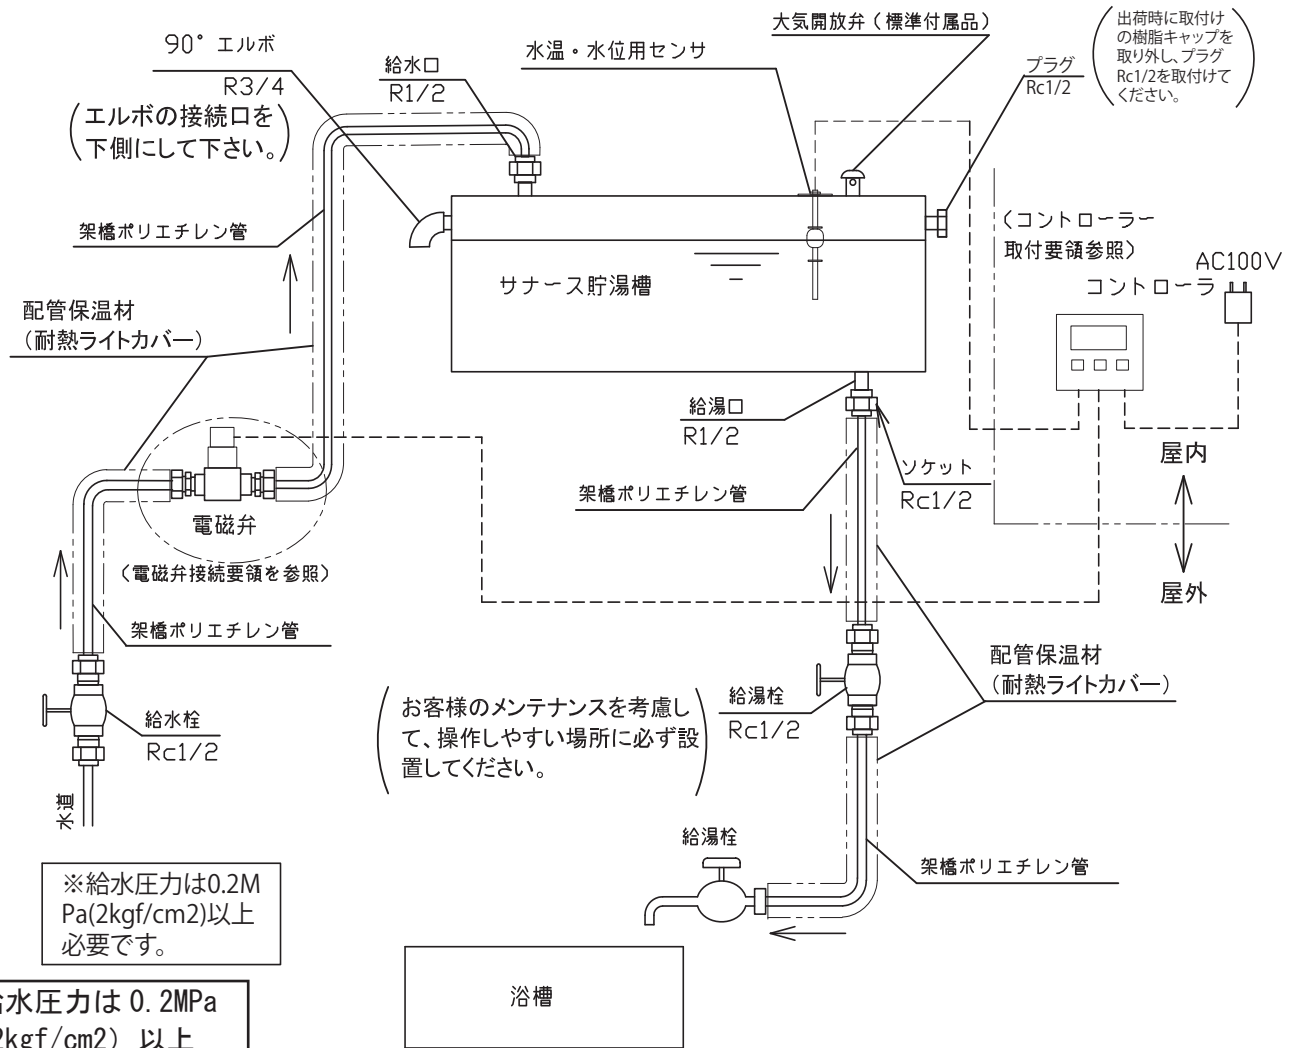 大気開放弁（標準付属品）
出荷時に取付け
の樹脂キャップを
取り外し、プラグ
Rc1/2を取付けて
ください。
90° エルボ
R3/4
（エルボの接続口を
下側にして下さい。）
給水口
R1/2
水温・水位用センサ
プラグ
Rc1/2
架橋ポリエチレン管
（コントローラー
取付要領参照）
AC100V
コントローラ
サナース貯湯槽
配管保温材
（耐熱ライトカバー）
給湯口
R1/2
屋内
ソケット
Rc1/2
架橋ポリエチレン管
電磁弁
（電磁弁接続要領を参照）
屋外
架橋ポリエチレン管
配管保温材
（耐熱ライトカバー）
給水栓
Rc1/2
お客様のメンテナンスを考慮し
て、操作しやすい場所に必ず設
置してください。
給湯栓
Rc1/2
水道
給湯栓
架橋ポリエチレン管
※給水圧力は0.2M
Pa(2kgf/cm2)以上
必要です。
浴槽
給水圧力は 0.2MPa
2kgf/cm2） 以上